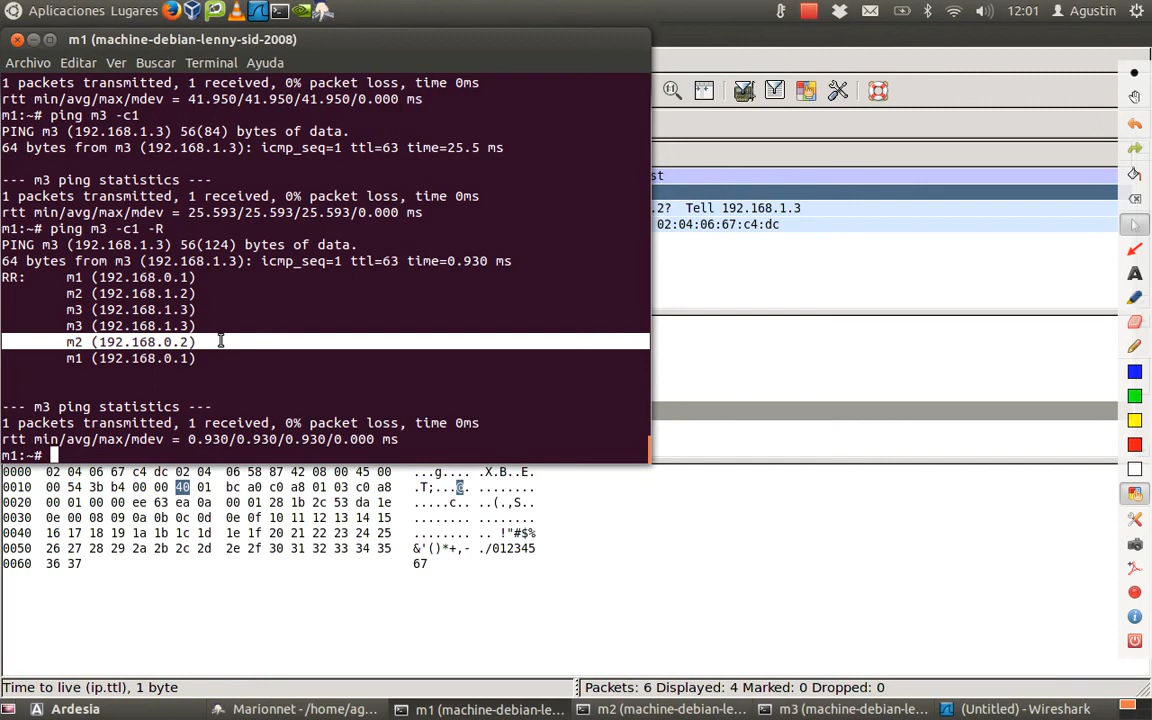 Aplicaciones Lugares 12:01 Agustin
m1 (machine-debian-lenny-sid-2008)
Archivo Editar Ver Buscar Terminal Ayuda
1 packets transmitted, 1 received, 0% packet loss, time 0ms
rtt min/avg/max/mdev = 41.950/41.950/41.950/0.000 ms
m1:~# ping m3 -c1
PING m3 (192.168.1.3) 56(84) bytes of data.
64 bytes from m3 (192.168.1.3): icmp_seq=1 ttl=63 time=25.5 ms
--- m3 ping statistics ---
1 packets transmitted, 1 received, 0% packet loss, time 0ms
rtt min/avg/max/mdev = 25.593/25.593/25.593/0.000 ms
m1:~# ping m3 -c1 -R
PING m3 (192.168.1.3) 56(124) bytes of data.
64 bytes from m3 (192.168.1.3): icmp_seq=1 ttl=63 time=0.930 ms
RR: m1 (192.168.0.1)
m2 (192.168.1.2)
m3 (192.168.1.3)
m3 (192.168.1.3)
m2 (192.168.0.2)
m1 (192.168.0.1)
--- m3 ping statistics ---
1 packets transmitted, 1 received, 0% packet loss, time 0ms
rtt min/avg/max/mdev = 0.930/0.930/0.930/0.000 ms
m1:~#
st
.2? Tell 192.168.1.3
02:04:06:67:c4:dc
0000 02 04 06 67 c4 dc 02 04 06 58 87 42 08 00 45 00 ...g.... .X.B..E.
0010 00 54 3b b4 00 00 40 01 bc a0 c0 a8 01 03 c0 a8 .T;...@. ........
0020 00 01 00 00 ee 63 ea 0a 00 01 28 1b 2c 53 da 1e .....c.. ..(.,S..
0030 0e 00 08 09 0a 0b 0c 0d 0e 0f 10 11 12 13 14 15 ........ ........
0040 16 17 18 19 1a 1b 1c 1d 1e 1f 20 21 22 23 24 25 ........ .. !"#$%
0050 26 27 28 29 2a 2b 2c 2d 2e 2f 30 31 32 33 34 35 &'()*+,- ./012345
0060 36 37 67
Time to live (ip.ttl), 1 byte Packets: 6 Displayed: 4 Marked: 0 Dropped: 0
Ardesia Marionnet - /home/ag... m1 (machine-debian-le... m2 (machine-debian-le... m3 (machine-debian-le... (Untitled) - Wireshark